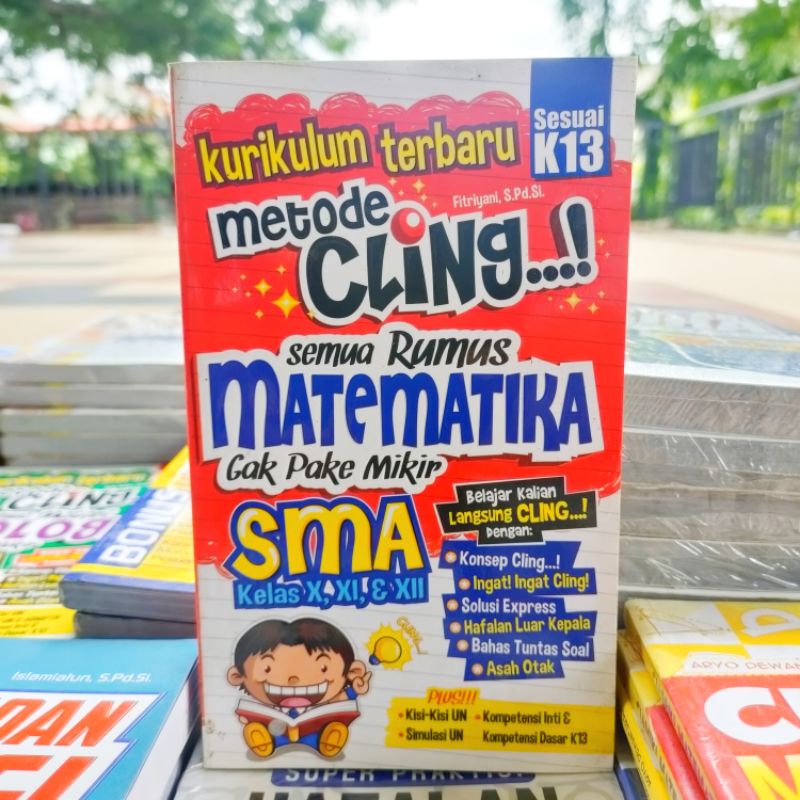 Sesuai
K13
kurikulum terbaru
Fitriyani, S.Pd.Si.
metode
CLING...!
semua Rumus
MATEMATIKA
Gak Pake Mikir
SMA
Kelas X, XI, & XII
Belajar Kalian
Langsung CLING...!
Dengan:
Konsep Cling...!
Ingat! Ingat Cling!
Solusi Express
Hafalan Luar Kepala
Bahas Tuntas Soal
Asah Otak
PLUS!!!
• Kisi-Kisi UN • Kompetensi Inti &
• Simulasi UN Kompetensi Dasar K13
BONUS
Islamiatun, S.Pd.Si.
ARYO DEWAN
SUPER PRAKTIS!
HAFALAN